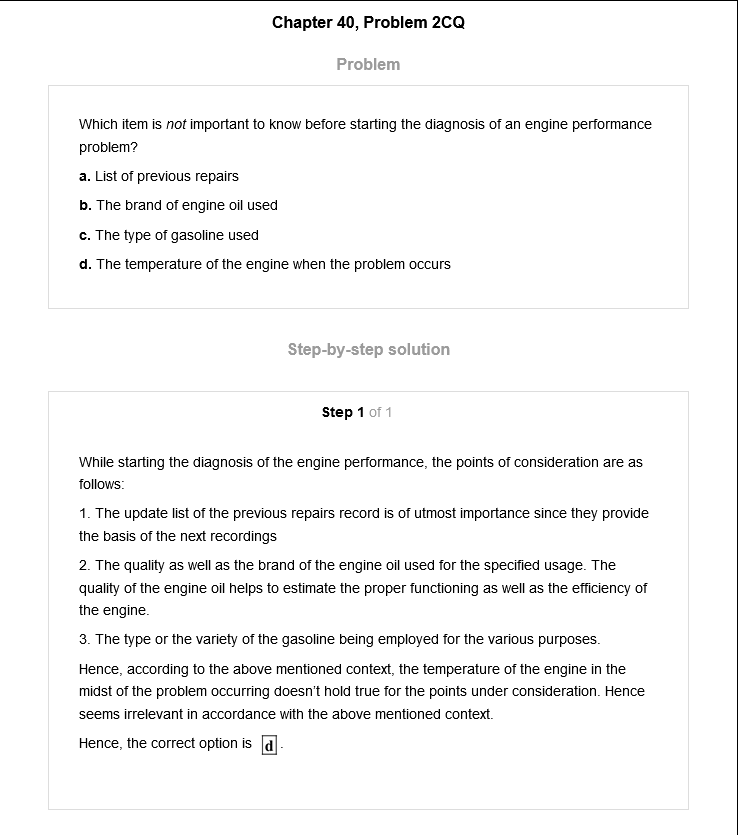 Chapter 40, Problem 2CQ
Problem
Which item is not important to know before starting the diagnosis of an engine performance
problem?
a. List of previous repairs
b. The brand of engine oil used
c. The type of gasoline used
d. The temperature of the engine when the problem occurs
Step-by-step solution
Step 1 of 1
While starting the diagnosis of the engine performance, the points of consideration are as
follows:
1. The update list of the previous repairs record is of utmost importance since they provide
the basis of the next recordings
2. The quality as well as the brand of the engine oil used for the specified usage. The
quality of the engine oil helps to estimate the proper functioning as well as the efficiency of
the engine.
3. The type or the variety of the gasoline being employed for the various purposes.
Hence, according to the above mentioned context, the temperature of the engine in the
midst of the problem occurring doesn't hold true for the points under consideration. Hence
seems irrelevant in accordance with the above mentioned context.
Hence, the correct option is d.